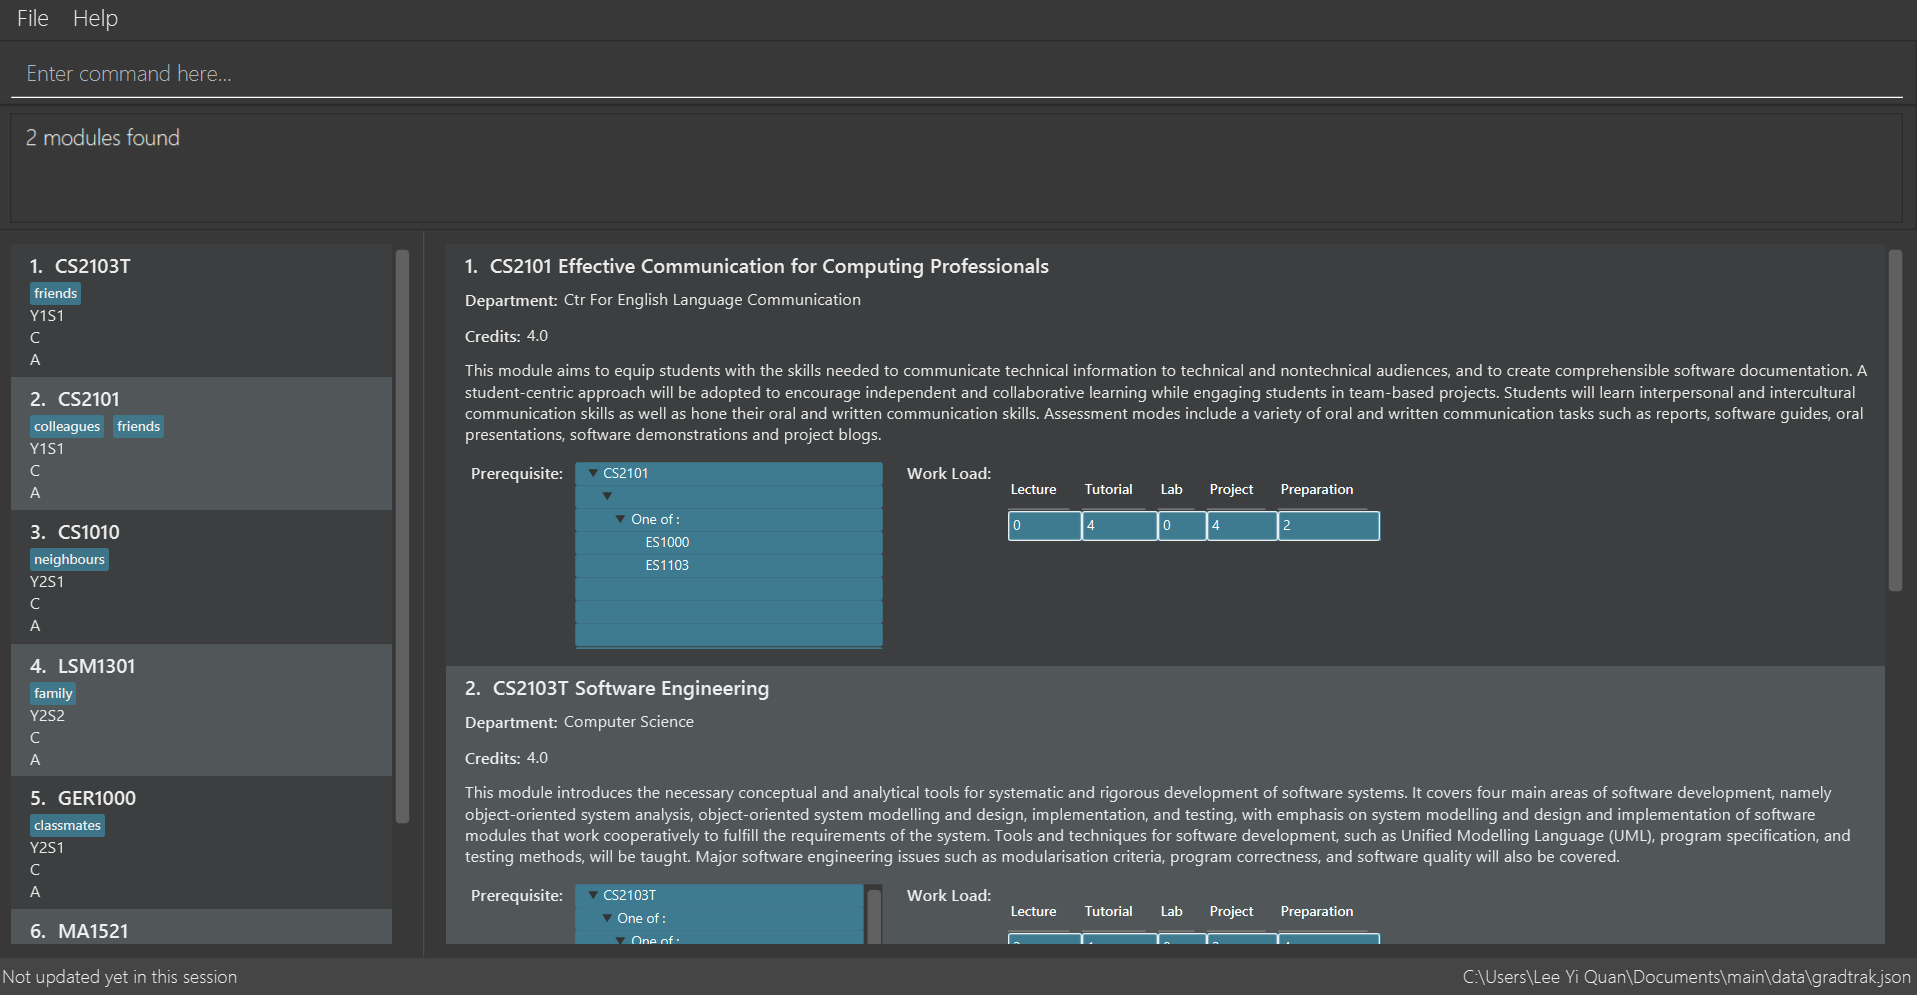 File Help
Enter command here...
2 modules found
1. CS2103T
friends
Y1S1
C
A
2. CS2101
colleagues friends
Y1S1
C
A
3. CS1010
neighbours
Y2S1
C
A
4. LSM1301
family
Y2S2
C
A
5. GER1000
classmates
Y2S1
C
A
6. MA1521
1. CS2101 Effective Communication for Computing Professionals
Department: Ctr For English Language Communication
Credits: 4.0
This module aims to equip students with the skills needed to communicate technical information to technical and nontechnical audiences, and to create comprehensible software documentation. A
student-centric approach will be adopted to encourage independent and collaborative learning while engaging students in team-based projects. Students will learn interpersonal and intercultural
communication skills as well as hone their oral and written communication skills. Assessment modes include a variety of oral and written communication tasks such as reports, software guides, oral
presentations, software demonstrations and project blogs.
Prerequisite:
CS2101
One of :
ES1000
ES1103
Work Load:
Lecture Tutorial Lab Project Preparation
0 4 0 4 2
2. CS2103T Software Engineering
Department: Computer Science
Credits: 4.0
This module introduces the necessary conceptual and analytical tools for systematic and rigorous development of software systems. It covers four main areas of software development, namely
object-oriented system analysis, object-oriented system modelling and design, implementation, and testing, with emphasis on system modelling and design and implementation of software
modules that work cooperatively to fulfill the requirements of the system. Tools and techniques for software development, such as Unified Modelling Language (UML), program specification, and
testing methods, will be taught. Major software engineering issues such as modularisation criteria, program correctness, and software quality will also be covered.
Prerequisite:
CS2103T
One of :
One of :
Work Load:
Lecture Tutorial Lab Project Preparation
Not updated yet in this session
C:\Users\Lee Yi Quan\Documents\main\data\gradtrak.json